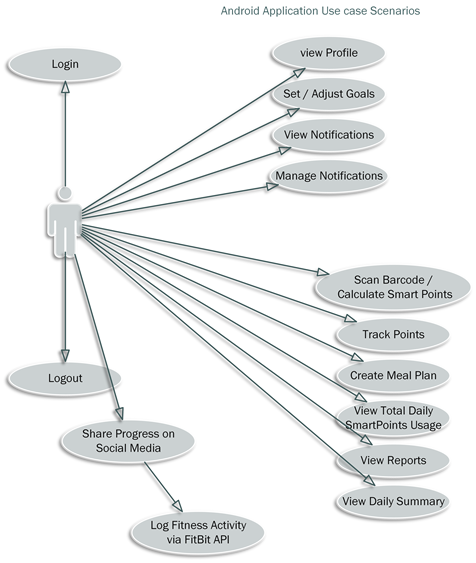 Android Application Use case Scenarios
Login
view Profile
Set / Adjust Goals
View Notifications
Manage Notifications
Scan Barcode /
Calculate Smart Points
Track Points
Create Meal Plan
View Total Daily
SmartPoints Usage
View Reports
View Daily Summary
Logout
Share Progress on
Social Media
Log Fitness Activity
via FitBit API